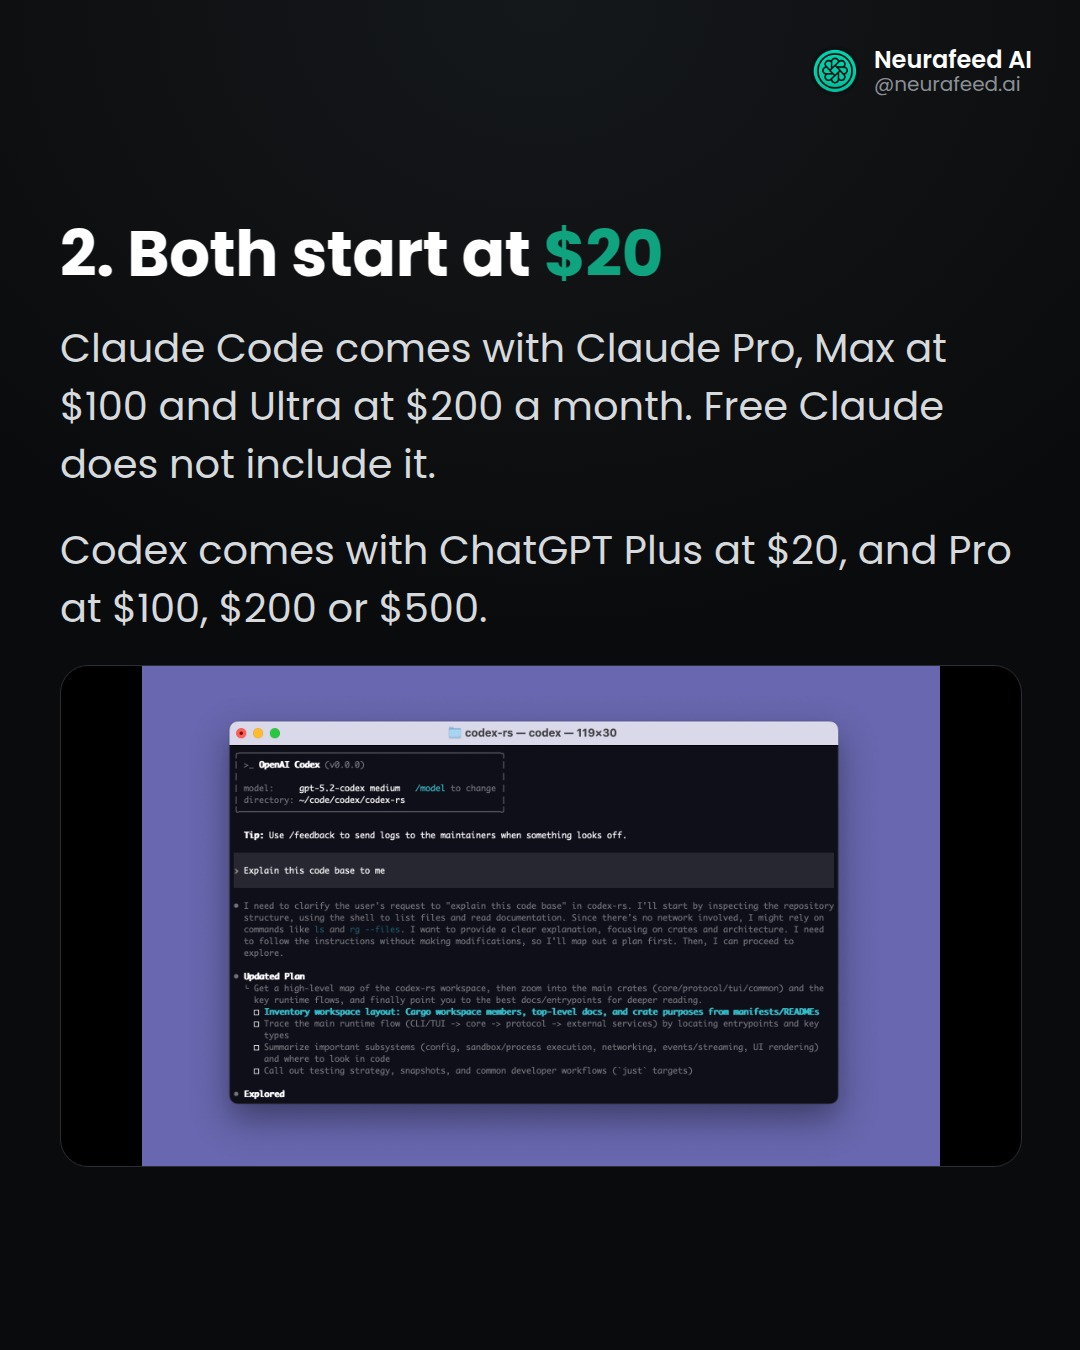 Neurafeed AI
@neurafeed.ai
2. Both start at $20
Claude Code comes with Claude Pro, Max at
$100 and Ultra at $200 a month. Free Claude
does not include it.
Codex comes with ChatGPT Plus at $20, and Pro
at $100, $200 or $500.
codex-rs — codex — 119×30
>_ OpenAI Codex (v0.0.0)
model: gpt-5.2-codex medium /model to change
directory: ~/code/codex/codex-rs
Tip: Use /feedback to send logs to the maintainers when something looks off.
› Explain this code base to me
• I need to clarify the user's request to "explain this code base" in codex-rs. I'll start by inspecting the repository
structure, using the shell to list files and read documentation. Since there's no network involved, I might rely on
commands like ls and rg --files. I want to provide a clear explanation, focusing on crates and architecture. I need
to follow the instructions without making modifications, so I'll map out a plan first. Then, I can proceed to
explore.
• Updated Plan
└ Get a high-level map of the codex-rs workspace, then zoom into the main crates (core/protocol/tui/common) and the
key runtime flows, and finally point you to the best docs/entrypoints for deeper reading.
□ Inventory workspace layout: Cargo workspace members, top-level docs, and crate purposes from manifests/READMEs
□ Trace the main runtime flow (CLI/TUI -> core -> protocol -> external services) by locating entrypoints and key
types
□ Summarize important subsystems (config, sandbox/process execution, networking, events/streaming, UI rendering)
and where to look in code
□ Call out testing strategy, snapshots, and common developer workflows (`just` targets)
• Explored